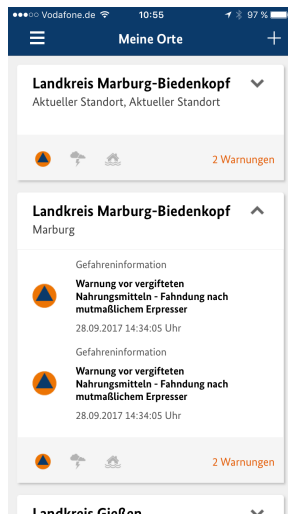 Vodafone.de 10:55 97 %
Meine Orte
Landkreis Marburg-Biedenkopf
Aktueller Standort, Aktueller Standort
2 Warnungen
Landkreis Marburg-Biedenkopf
Marburg
Gefahreninformation
Warnung vor vergifteten
Nahrungsmitteln - Fahndung nach
mutmaßlichem Erpresser
28.09.2017 14:34:05 Uhr
Gefahreninformation
Warnung vor vergifteten
Nahrungsmitteln - Fahndung nach
mutmaßlichem Erpresser
28.09.2017 14:34:05 Uhr
2 Warnungen
Landkreis Gießen